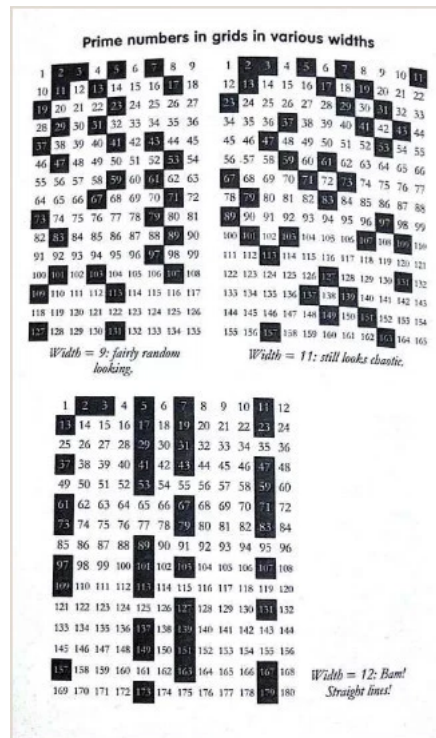 Prime numbers in grids in various widths
1 2 3 4 5 6 7 8 9
10 11 12 13 14 15 16 17 18
19 20 21 22 23 24 25 26 27
28 29 30 31 32 33 34 35 36
37 38 39 40 41 42 43 44 45
46 47 48 49 50 51 52 53 54
55 56 57 58 59 60 61 62 63
64 65 66 67 68 69 70 71 72
73 74 75 76 77 78 79 80 81
82 83 84 85 86 87 88 89 90
91 92 93 94 95 96 97 98 99
100 101 102 103 104 105 106 107 108
109 110 111 112 113 114 115 116 117
118 119 120 121 122 123 124 125 126
127 128 129 130 131 132 133 134 135
Width = 9: fairly random
looking.
1 2 3 4 5 6 7 8 9 10 11
12 13 14 15 16 17 18 19 20 21 22
23 24 25 26 27 28 29 30 31 32 33
34 35 36 37 38 39 40 41 42 43 44
45 46 47 48 49 50 51 52 53 54 55
56 57 58 59 60 61 62 63 64 65 66
67 68 69 70 71 72 73 74 75 76 77
78 79 80 81 82 83 84 85 86 87 88
89 90 91 92 93 94 95 96 97 98 99
100 101 102 103 104 105 106 107 108 109 110
111 112 113 114 115 116 117 118 119 120 121
122 123 124 125 126 127 128 129 130 131 132
133 134 135 136 137 138 139 140 141 142 143
144 145 146 147 148 149 150 151 152 153 154
155 156 157 158 159 160 161 162 163 164 165
Width = 11: still looks chaotic.
1 2 3 4 5 6 7 8 9 10 11 12
13 14 15 16 17 18 19 20 21 22 23 24
25 26 27 28 29 30 31 32 33 34 35 36
37 38 39 40 41 42 43 44 45 46 47 48
49 50 51 52 53 54 55 56 57 58 59 60
61 62 63 64 65 66 67 68 69 70 71 72
73 74 75 76 77 78 79 80 81 82 83 84
85 86 87 88 89 90 91 92 93 94 95 96
97 98 99 100 101 102 103 104 105 106 107 108
109 110 111 112 113 114 115 116 117 118 119 120
121 122 123 124 125 126 127 128 129 130 131 132
133 134 135 136 137 138 139 140 141 142 143 144
145 146 147 148 149 150 151 152 153 154 155 156
157 158 159 160 161 162 163 164 165 166 167 168
169 170 171 172 173 174 175 176 177 178 179 180
Width = 12: Bam!
Straight lines!